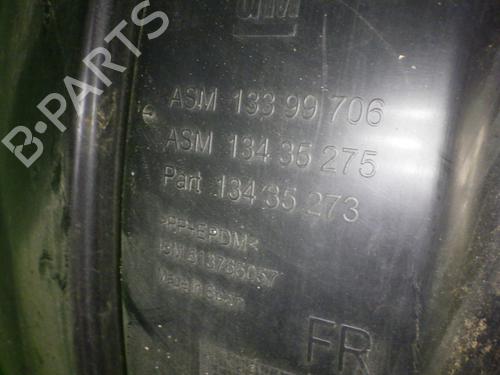 GM
B-PARTS
ASM 133 99 706
ASM 134 35 275
Part 134 35 273
>PP+EPDM<
Made in Spain
FR